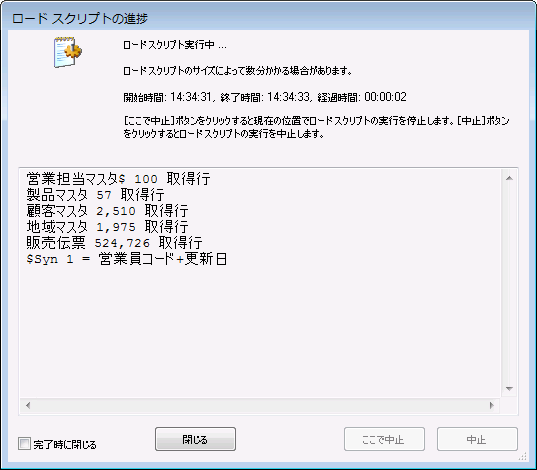 ロード スクリプトの進捗
ロードスクリプト実行中 ...
ロードスクリプトのサイズによって数分かかる場合があります。
開始時間: 14:34:31, 終了時間: 14:34:33, 経過時間: 00:00:02
[ここで中止]ボタンをクリックすると現在の位置でロードスクリプトの実行を停止します。[中止]ボタン
をクリックするとロードスクリプトの実行を中止します。
営業担当マスタ$ 100 取得行
製品マスタ 57 取得行
顧客マスタ 2,510 取得行
地域マスタ 1,975 取得行
販売伝票 524,726 取得行
$Syn 1 = 営業員コード+更新日
完了時に閉じる
閉じる
ここで中止
中止